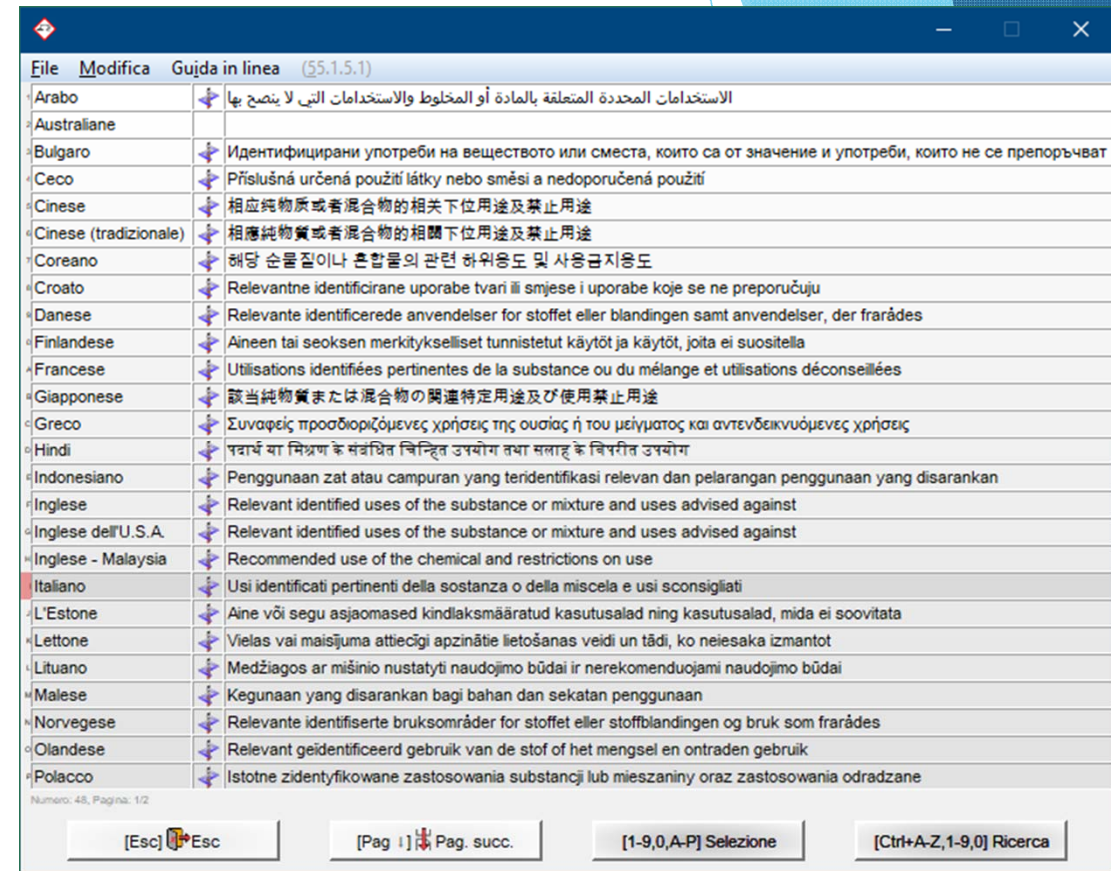 File Modifica Guida in linea (55.1.5.1)
1 Arabo الاستخدامات المحددة المتعلقة بالمادة أو المخلوط والاستخدامات التي لا ينصح بها
2 Australiane
3 Bulgaro Идентифицирани употреби на веществото или сместа, които са от значение и употреби, които не се препоръчват
4 Ceco Příslušná určená použití látky nebo směsi a nedoporučená použití
5 Cinese 相应纯物质或者混合物的相关下位用途及禁止用途
6 Cinese (tradizionale) 相應純物質或者混合物的相關下位用途及禁止用途
7 Coreano 해당 순물질이나 혼합물의 관련 하위용도 및 사용금지용도
8 Croato Relevantne identificirane uporabe tvari ili smjese i uporabe koje se ne preporučuju
9 Danese Relevante identificerede anvendelser for stoffet eller blandingen samt anvendelser, der frarådes
0 Finlandese Aineen tai seoksen merkitykselliset tunnistetut käytöt ja käytöt, joita ei suositella
A Francese Utilisations identifiées pertinentes de la substance ou du mélange et utilisations déconseillées
B Giapponese 該当純物質または混合物の関連特定用途及び使用禁止用途
C Greco Συναφείς προσδιοριζόμενες χρήσεις της ουσίας ή του μείγματος και αντενδεικνυόμενες χρήσεις
D Hindi पदार्थ या मिश्रण के संबंधित चिन्हित उपयोग तथा सलाह के विपरीत उपयोग
E Indonesiano Penggunaan zat atau campuran yang teridentifikasi relevan dan pelarangan penggunaan yang disarankan
F Inglese Relevant identified uses of the substance or mixture and uses advised against
G Inglese dell'U.S.A. Relevant identified uses of the substance or mixture and uses advised against
H Inglese - Malaysia Recommended use of the chemical and restrictions on use
I Italiano Usi identificati pertinenti della sostanza o della miscela e usi sconsigliati
J L'Estone Aine või segu asjaomased kindlaksmääratud kasutusalad ning kasutusalad, mida ei soovitata
K Lettone Vielas vai maisījuma attiecīgi apzinātie lietošanas veidi un tādi, ko neiesaka izmantot
L Lituano Medžiagos ar mišinio nustatyti naudojimo būdai ir nerekomenduojami naudojimo būdai
M Malese Kegunaan yang disarankan bagi bahan dan sekatan penggunaan
N Norvegese Relevante identifiserte bruksområder for stoffet eller stoffblandingen og bruk som frarådes
O Olandese Relevant geïdentificeerd gebruik van de stof of het mengsel en ontraden gebruik
P Polacco Istotne zidentyfikowane zastosowania substancji lub mieszaniny oraz zastosowania odradzane
Numero: 48, Pagina: 1/2
[Esc] Esc [Pag ↓] Pag. succ. [1-9,0,A-P] Selezione [Ctrl+A-Z,1-9,0] Ricerca